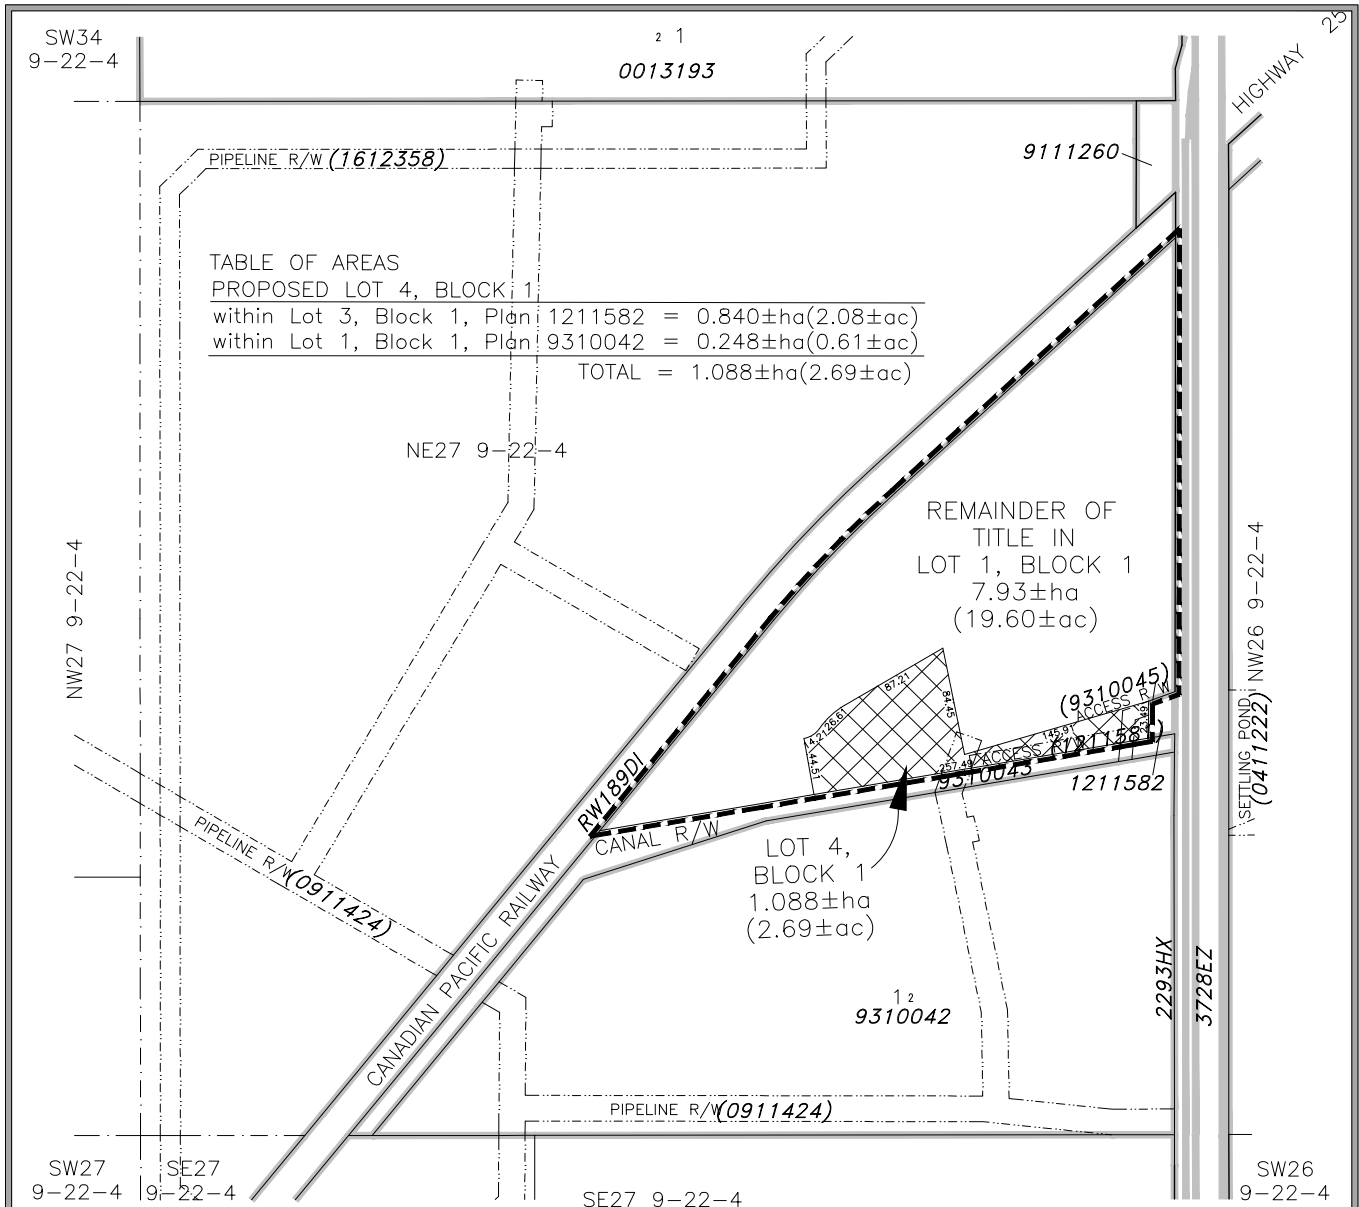 SW34
9-22-4
2 1
0013193
25
HIGHWAY
PIPELINE R/W (1612358)
9111260
TABLE OF AREAS
PROPOSED LOT 4, BLOCK 1
within Lot 3, Block 1, Plan 1211582 = 0.840±ha(2.08±ac)
within Lot 1, Block 1, Plan 9310042 = 0.248±ha(0.61±ac)
TOTAL = 1.088±ha(2.69±ac)
NE27 9-22-4
REMAINDER OF
TITLE IN
LOT 1, BLOCK 1
7.93±ha
(19.60±ac)
NW27 9-22-4
NW26 9-22-4
SETTLING POND
(0411222)
(9310045)
ACCESS R/W
87.21
84.45
14.21
26.61
44.51
145.91
23.49
257.49
ACCESS R/W
9310043
1211582
RW189DI
CANAL R/W
LOT 4,
BLOCK 1
1.088±ha
(2.69±ac)
PIPELINE R/W (0911424)
CANADIAN PACIFIC RAILWAY
1 2
9310042
2293HX
3728EZ
PIPELINE R/W (0911424)
SW27
9-22-4
SE27
9-22-4
SE27 9-22-4
SW26
9-22-4